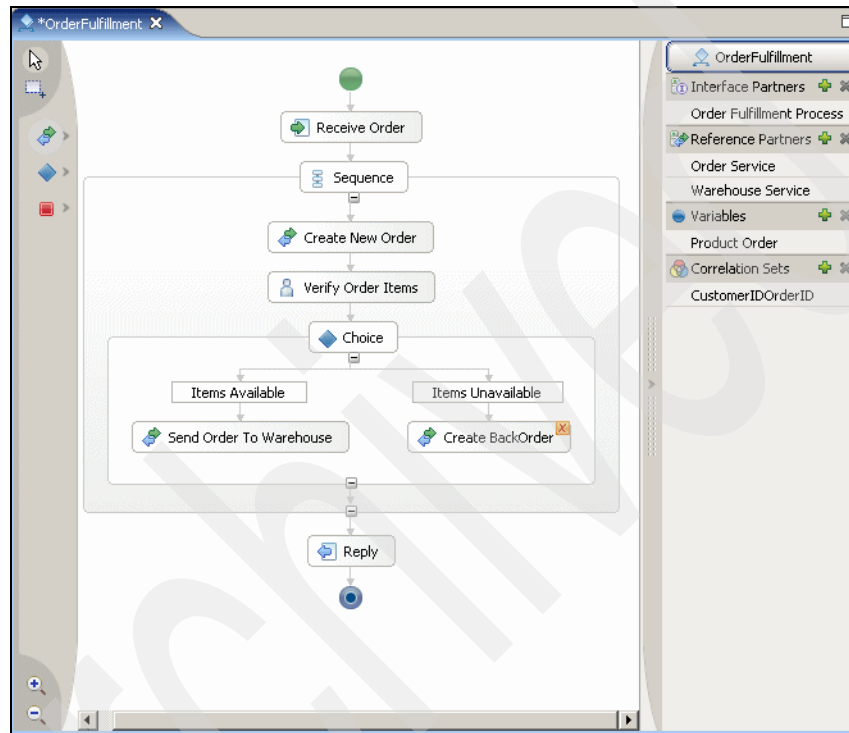 *OrderFulfillment
Receive Order
Sequence
Create New Order
Verify Order Items
Choice
Items Available
Items Unavailable
Send Order To Warehouse
Create BackOrder
Reply
OrderFulfillment
Interface Partners
Order Fulfillment Process
Reference Partners
Order Service
Warehouse Service
Variables
Product Order
Correlation Sets
CustomerIDOrderID